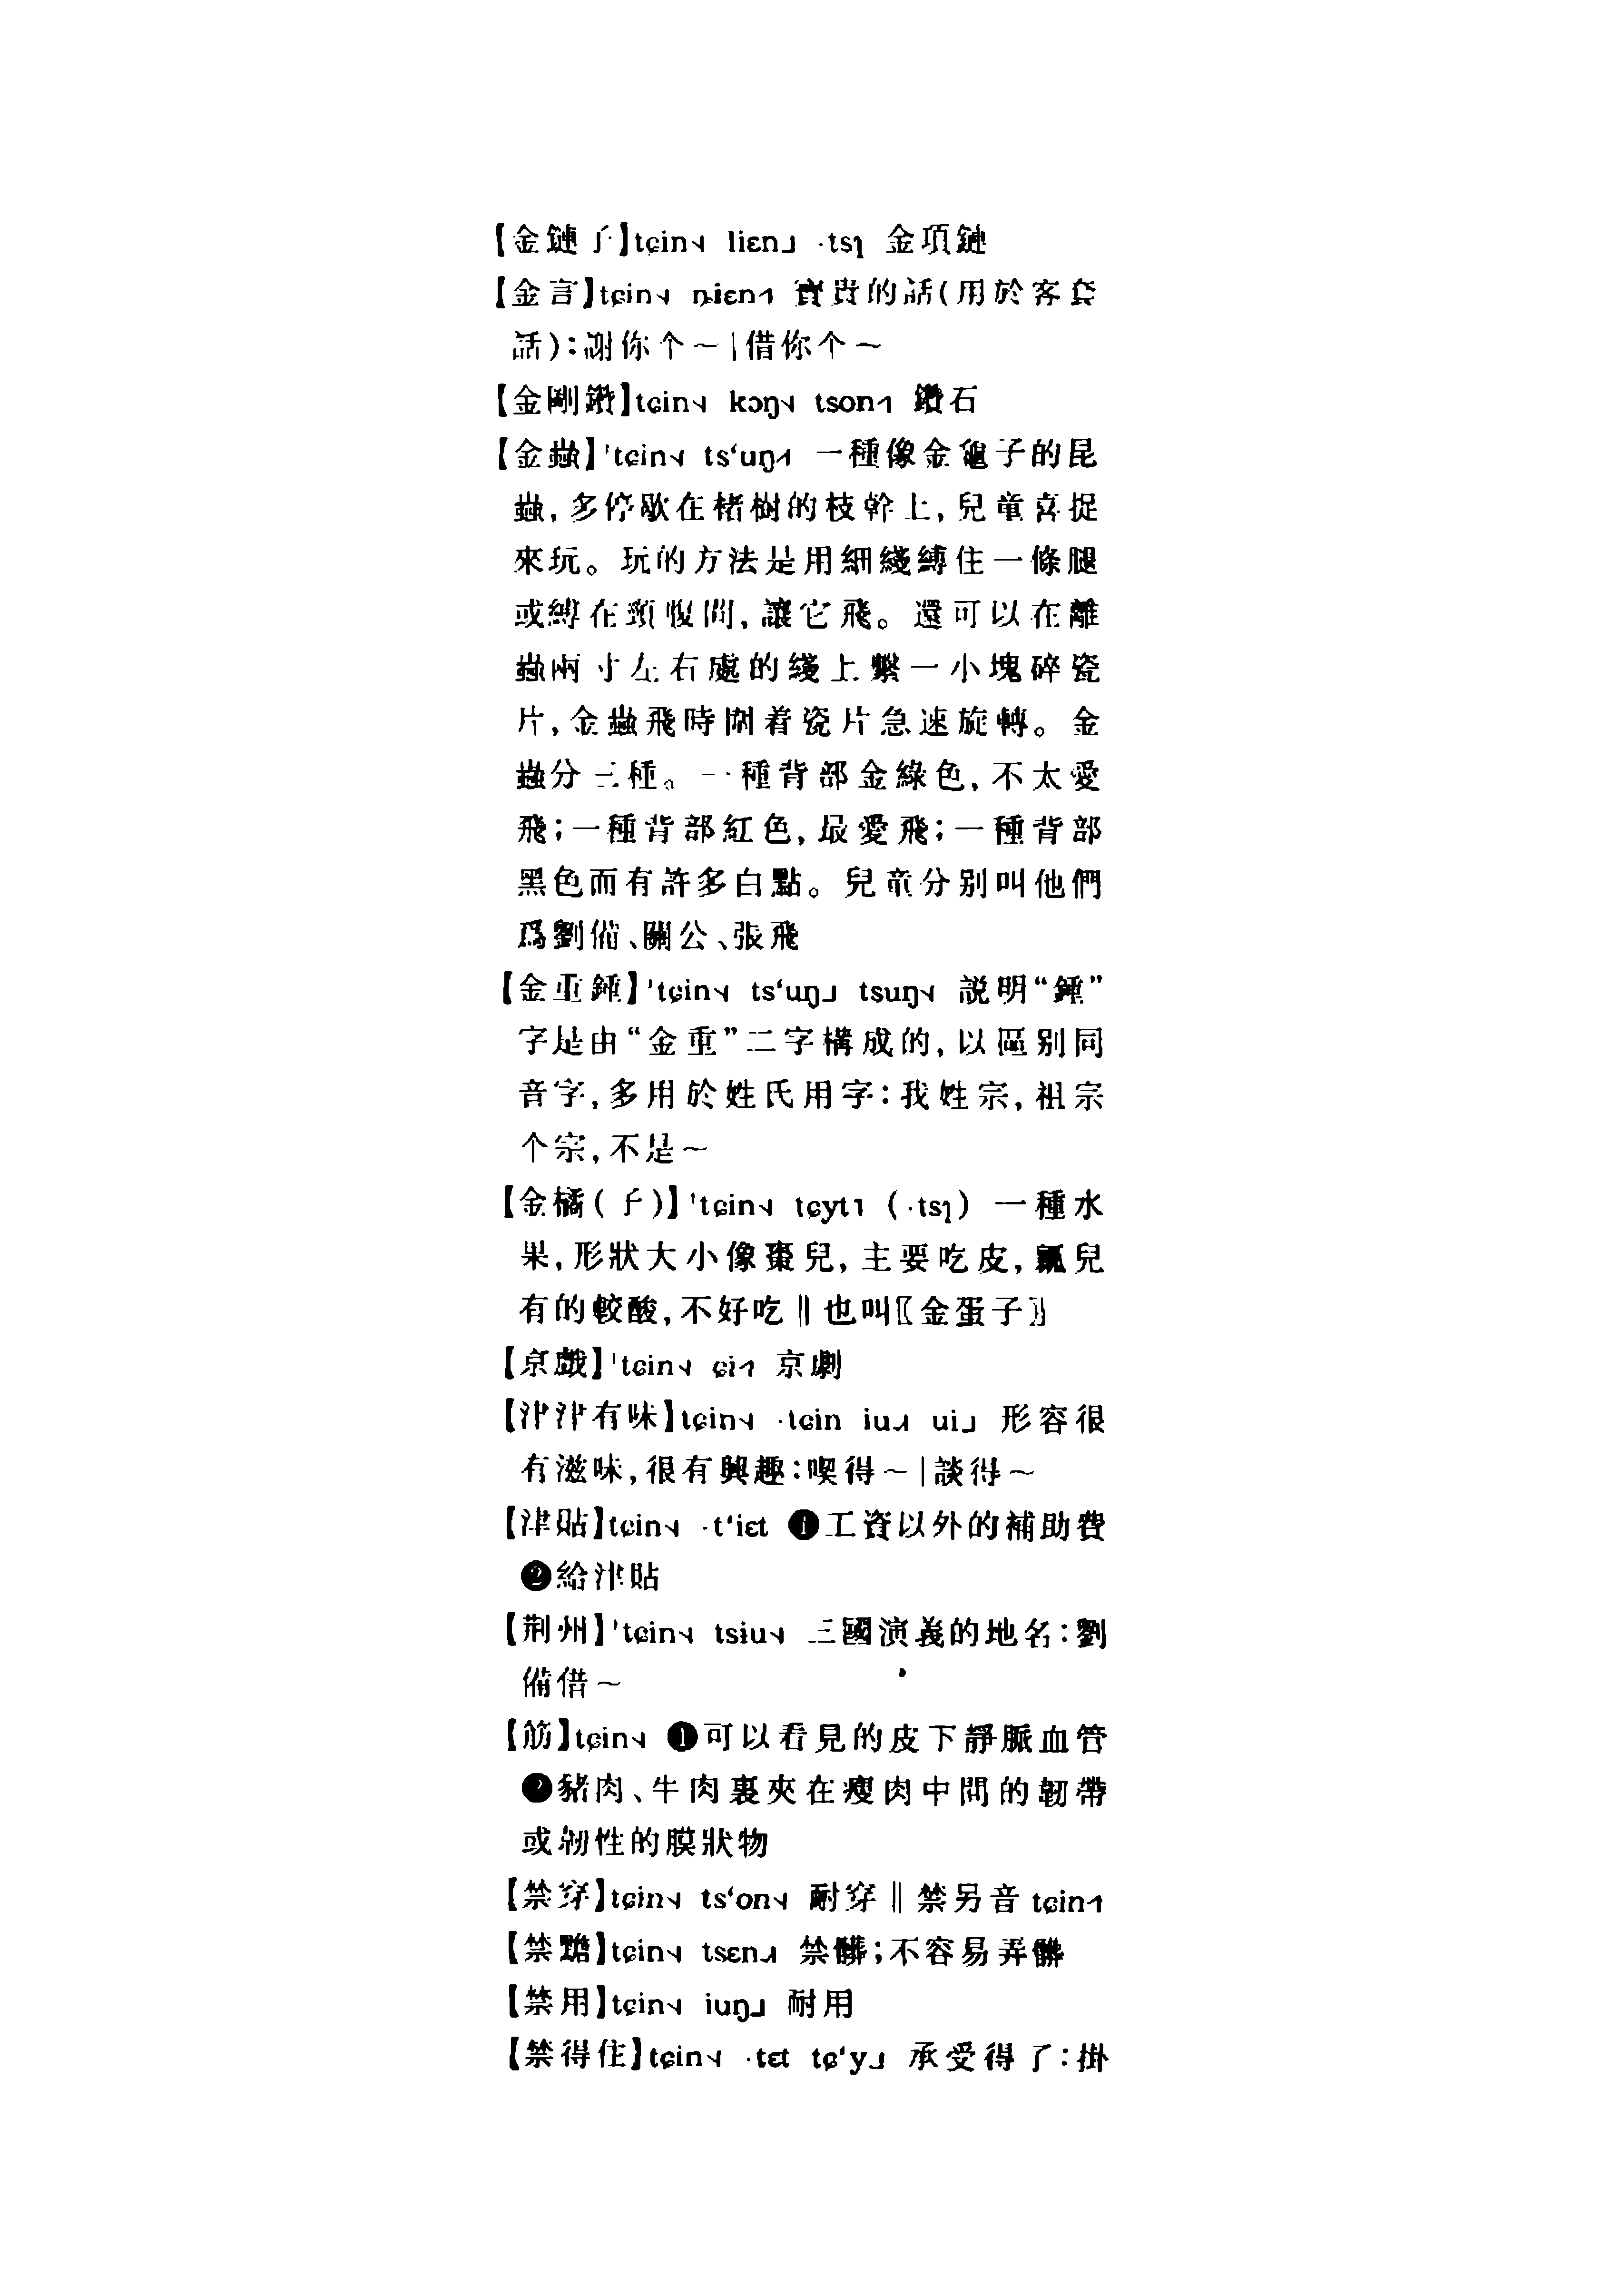 【金鏈子】tɕin˧˨ liɛn˨ ·tsɿ 金項鏈
【金言】tɕin˧˨ ȵiɛn˦ 寶貴的話(用於客套
話):謝你个～|借你个～
【金剛鑽】tɕin˧˨ kɔŋ˧˨ tson˦ 鑽石
【金蟲】'tɕin˧˨ ts‘uŋ˦ 一種像金龜子的昆
蟲,多停歇在楮樹的枝幹上,兒童喜捉
來玩。玩的方法是用細綫縛住一條腿
或縛在頸腹間,讓它飛。還可以在離
蟲兩寸左右處的綫上繫一小塊碎瓷
片,金蟲飛時開着瓷片急速旋轉。金
蟲分三種。一種背部金綠色,不太愛
飛;一種背部紅色,最愛飛;一種背部
黑色而有許多白點。兒童分别叫他們
爲劉備、關公、張飛
【金重鍾】'tɕin˧˨ ts‘uŋ˨ tsuŋ˧˨ 説明“鍾”
字是由“金重”二字構成的,以區别同
音字,多用於姓氏用字:我姓宗,祖宗
个宗,不是～
【金橘(子)】'tɕin˧˨ tɕyt˥ (·tsɿ) 一種水
果,形狀大小像棗兒,主要吃皮,瓤兒
有的較酸,不好吃‖也叫〖金蛋子〗
【京戲】'tɕin˧˨ ɕi˦ 京劇
【津津有味】tɕin˧˨ ·tɕin iu˨ ui˨ 形容很
有滋味,很有興趣:喫得～|談得～
【津貼】tɕin˧˨ ·t‘iɛt ❶工資以外的補助費
❷給津貼
【荆州】'tɕin˧˨ tsiu˧˨ 三國演義的地名:劉
備借～
【筋】tɕin˧˨ ❶可以看見的皮下靜脈血管
❷豬肉、牛肉裏夾在瘦肉中間的韌帶
或韌性的膜狀物
【禁穿】tɕin˧˨ ts‘on˧˨ 耐穿‖禁另音 tɕin˦
【禁黵】tɕin˧˨ tsɛn˨ 禁髒;不容易弄髒
【禁用】tɕin˧˨ iuŋ˨ 耐用
【禁得住】tɕin˧˨ ·tɛt tɕ‘y˨ 承受得了:掛